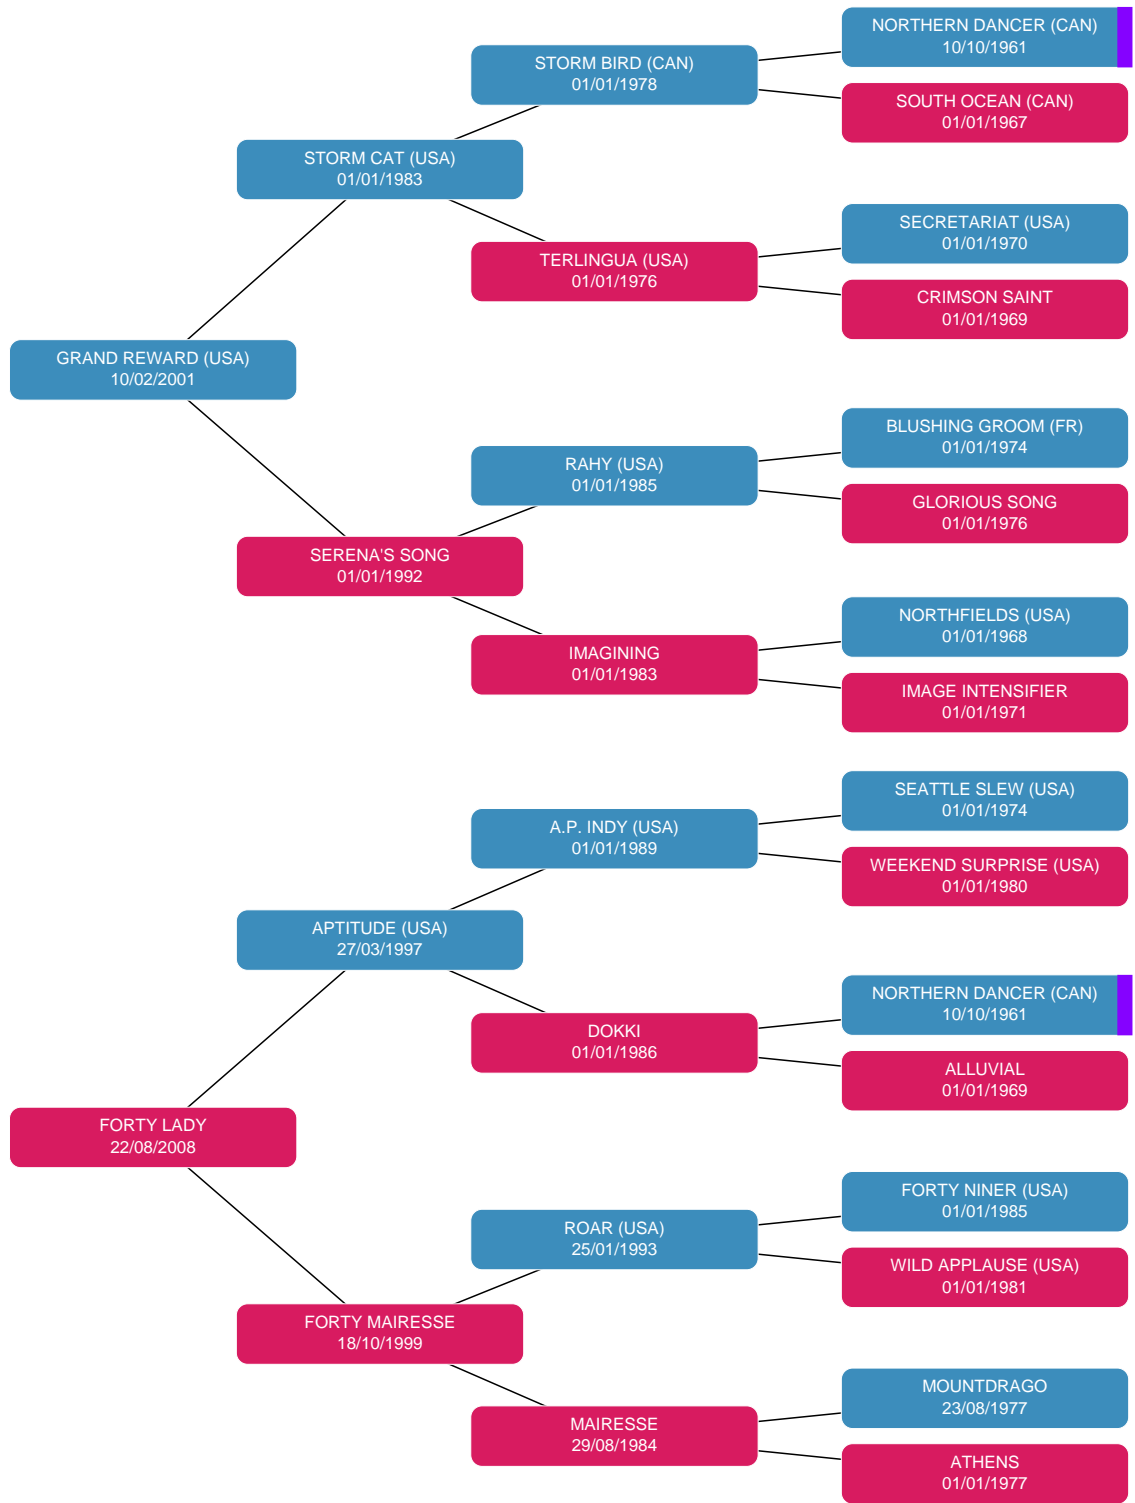 NORTHERN DANCER (CAN)
10/10/1961
STORM BIRD (CAN)
01/01/1978
SOUTH OCEAN (CAN)
01/01/1967
STORM CAT (USA)
01/01/1983
SECRETARIAT (USA)
01/01/1970
TERLINGUA (USA)
01/01/1976
CRIMSON SAINT
01/01/1969
GRAND REWARD (USA)
10/02/2001
BLUSHING GROOM (FR)
01/01/1974
RAHY (USA)
01/01/1985
GLORIOUS SONG
01/01/1976
SERENA'S SONG
01/01/1992
NORTHFIELDS (USA)
01/01/1968
IMAGINING
01/01/1983
IMAGE INTENSIFIER
01/01/1971
SEATTLE SLEW (USA)
01/01/1974
A.P. INDY (USA)
01/01/1989
WEEKEND SURPRISE (USA)
01/01/1980
APTITUDE (USA)
27/03/1997
NORTHERN DANCER (CAN)
10/10/1961
DOKKI
01/01/1986
ALLUVIAL
01/01/1969
FORTY LADY
22/08/2008
FORTY NINER (USA)
01/01/1985
ROAR (USA)
25/01/1993
WILD APPLAUSE (USA)
01/01/1981
FORTY MAIRESSE
18/10/1999
MOUNTDRAGO
23/08/1977
MAIRESSE
29/08/1984
ATHENS
01/01/1977